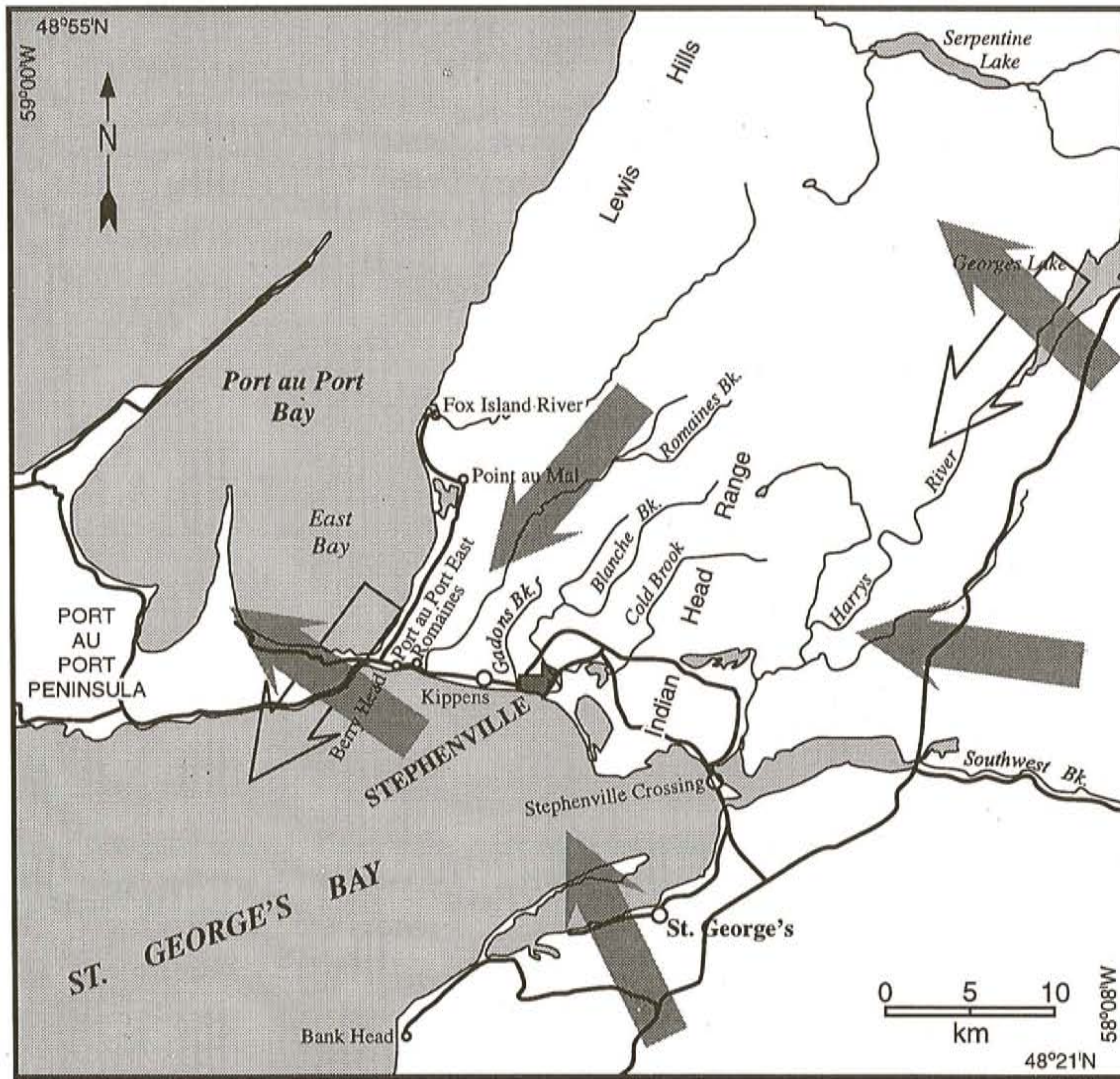 48°55'N
59°00'W
N
Serpentine
Lake
Hills
Lewis
Georges Lake
Port au Port
Bay
Fox Island River
Romaines Bk.
Point au Mal
River
Range
East
Bay
Blanche Bk.
Cold Brook
Head
Harrys
Port au Port East
Romaines
Gadons Bk.
PORT
AU
PORT
PENINSULA
Kippens
Berry Head
STEPHENVILLE
Indian
Southwest Bk.
Stephenville Crossing
ST. GEORGE'S BAY
St. George's
Bank Head
0 5 10
km
58°08'W
48°21'N